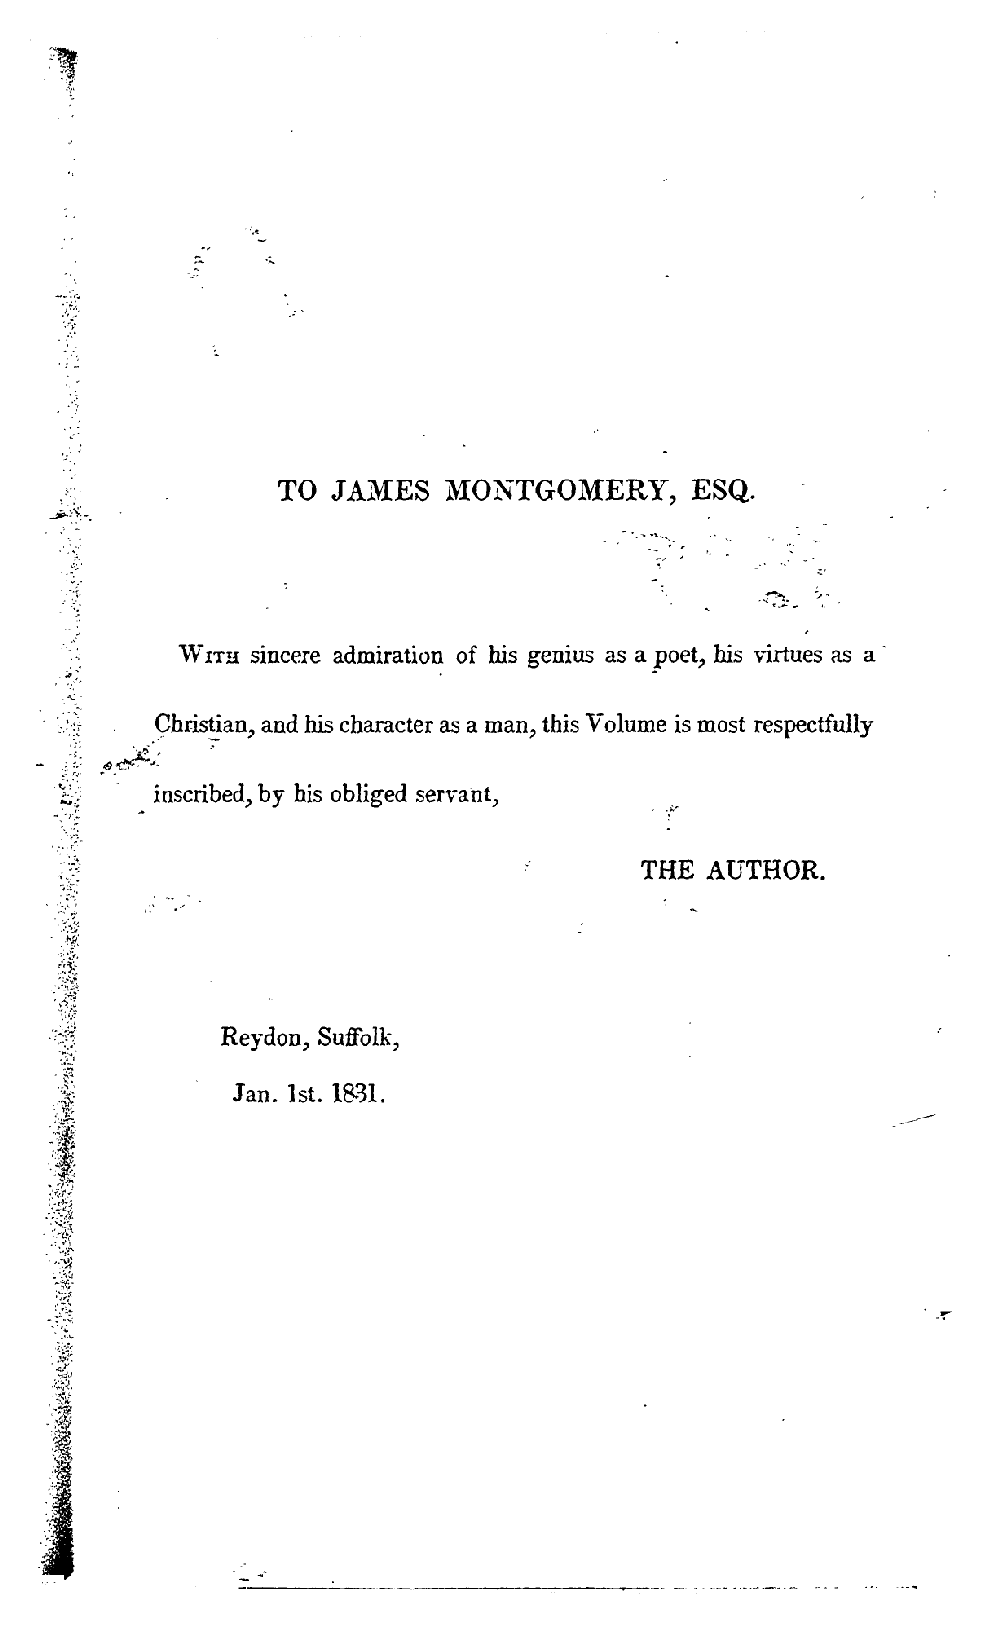 TO JAMES MONTGOMERY, ESQ.
WITH sincere admiration of his genius as a poet, his virtues as a
Christian, and his character as a man, this Volume is most respectfully
inscribed, by his obliged servant,
THE AUTHOR.
Reydon, Suffolk,
Jan. 1st. 1831.